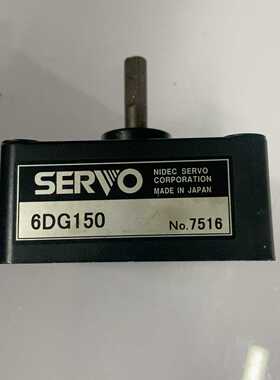 SERVO
NIDEC SERVO
CORPORATION
MADE IN JAPAN
6DG150
No.7516